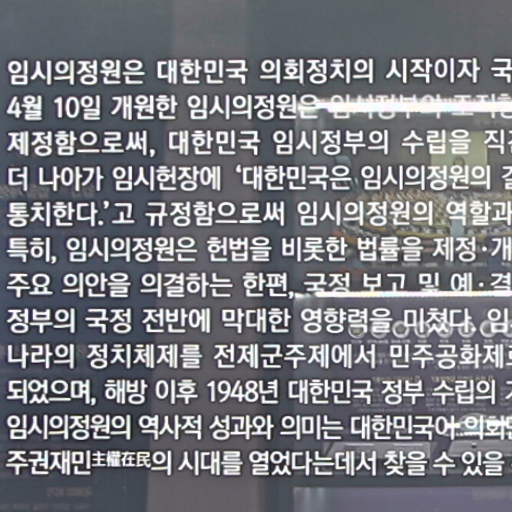 임시의정원은 대한민국 의회정치의 시작이자 국
4월 10일 개원한 임시의정원은 임시정부의 조직
제정함으로써, 대한민국 임시정부의 수립을 직
더 나아가 임시헌장에 ‘대한민국은 임시의정원의 결
통치한다.’고 규정함으로써 임시의정원의 역할과
특히, 임시의정원은 헌법을 비롯한 법률을 제정·개
주요 의안을 의결하는 한편, 국정 보고 및 예·결
정부의 국정 전반에 막대한 영향력을 미쳤다. 임
나라의 정치체제를 전제군주제에서 민주공화제로
되었으며, 해방 이후 1948년 대한민국 정부 수립의
임시의정원의 역사적 성과와 의미는 대한민국에 의회
주권재민主權在民의 시대를 열었다는데서 찾을 수 있을